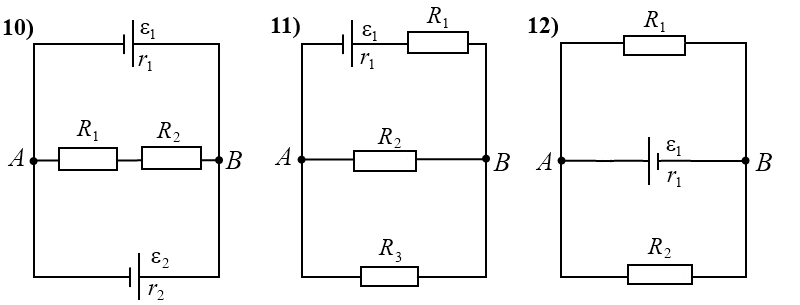 10)
ε₁
r₁
R₁
R₂
A
B
ε₂
r₂
11)
ε₁
r₁
R₁
A
R₂
B
R₃
12)
R₁
A
ε₁
r₁
B
R₂